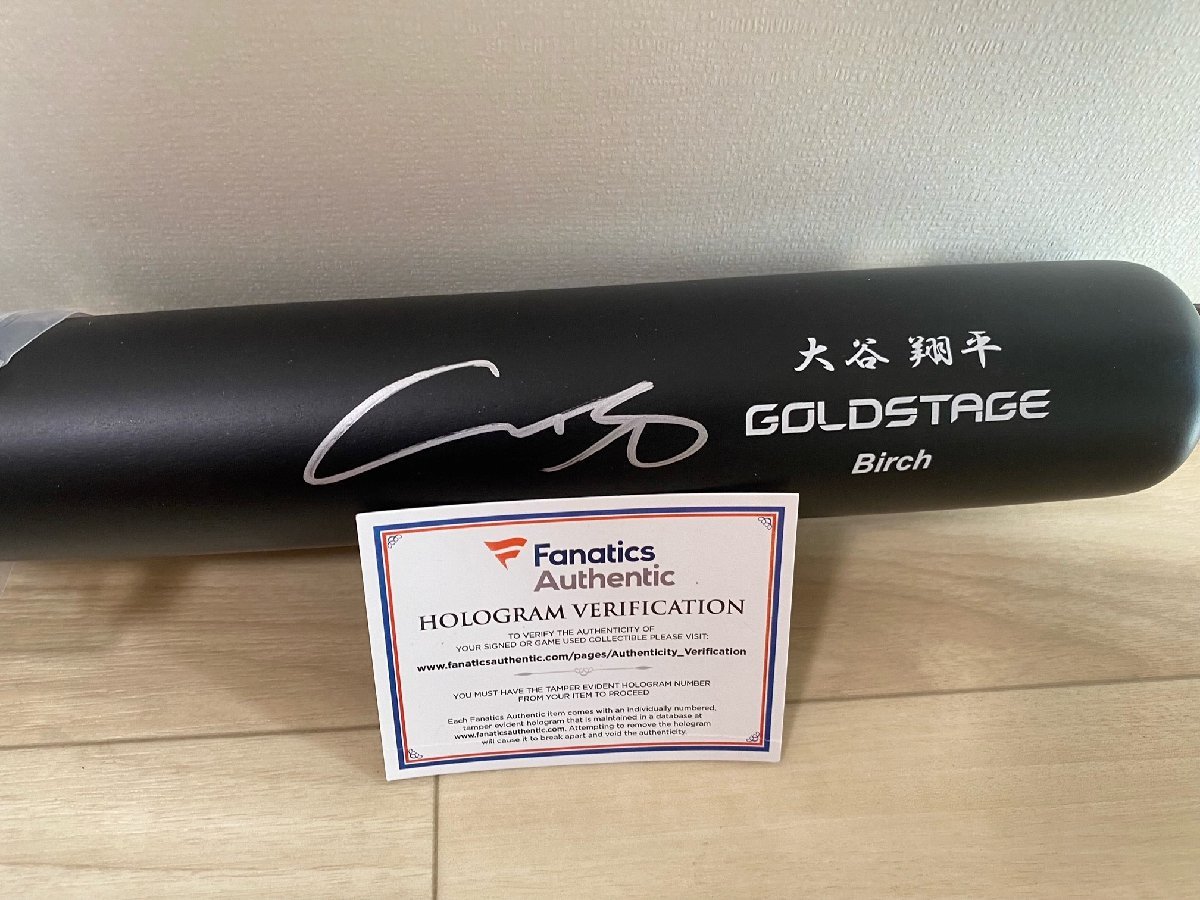 大谷 翔平
GOLDSTAGE
Birch
Fanatics
Authentic
HOLOGRAM VERIFICATION
TO VERIFY THE AUTHENTICITY OF
YOUR SIGNED OR GAME USED COLLECTIBLE PLEASE VISIT:
www.fanaticsauthentic.com/pages/Authenticity_Verification
YOU MUST HAVE THE TAMPER EVIDENT HOLOGRAM NUMBER
FROM YOUR ITEM TO PROCEED
Each Fanatics Authentic item comes with an individually numbered,
tamper evident hologram that is maintained in a database at
www.fanaticsauthentic.com. Attempting to remove the hologram
will cause it to break apart and void the authenticity.